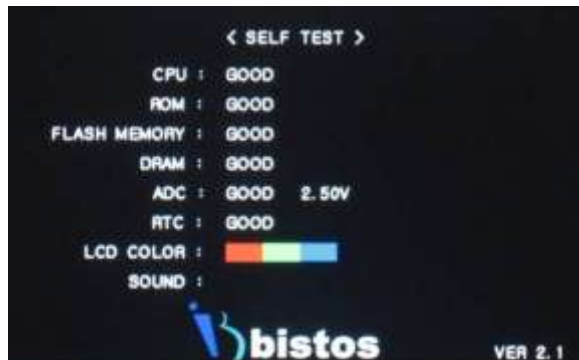 < SELF TEST >
CPU : GOOD
ROM : GOOD
FLASH MEMORY : GOOD
DRAM : GOOD
ADC : GOOD 2.50V
RTC : GOOD
LCD COLOR :
SOUND :
bistos
VER 2.1